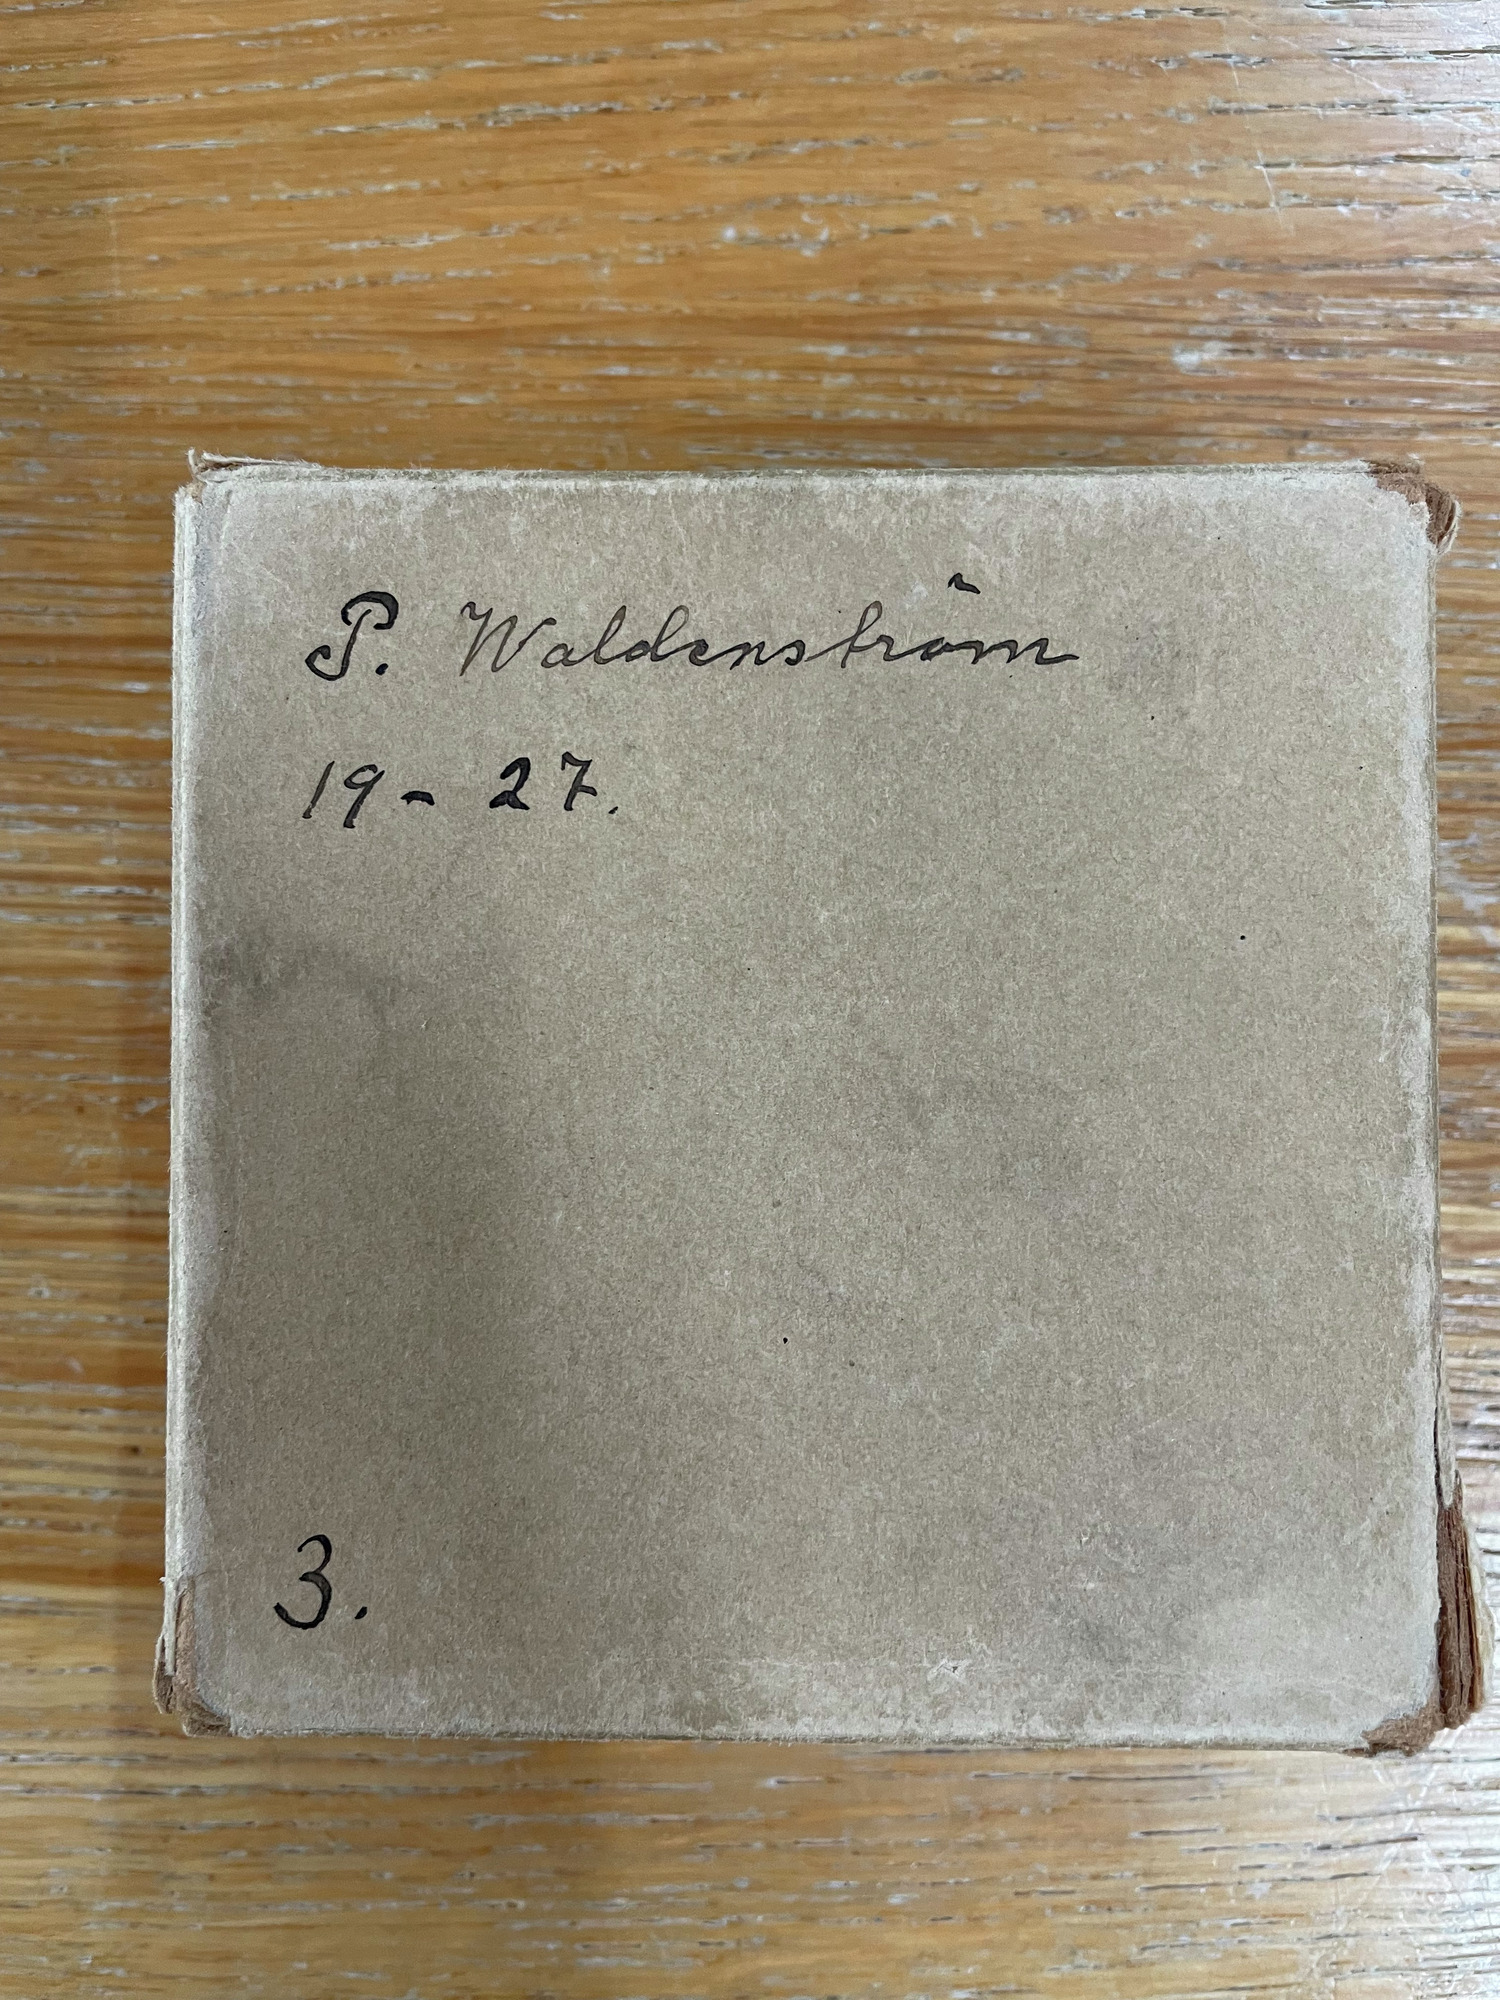 P. Waldenström
19 - 27.
3.